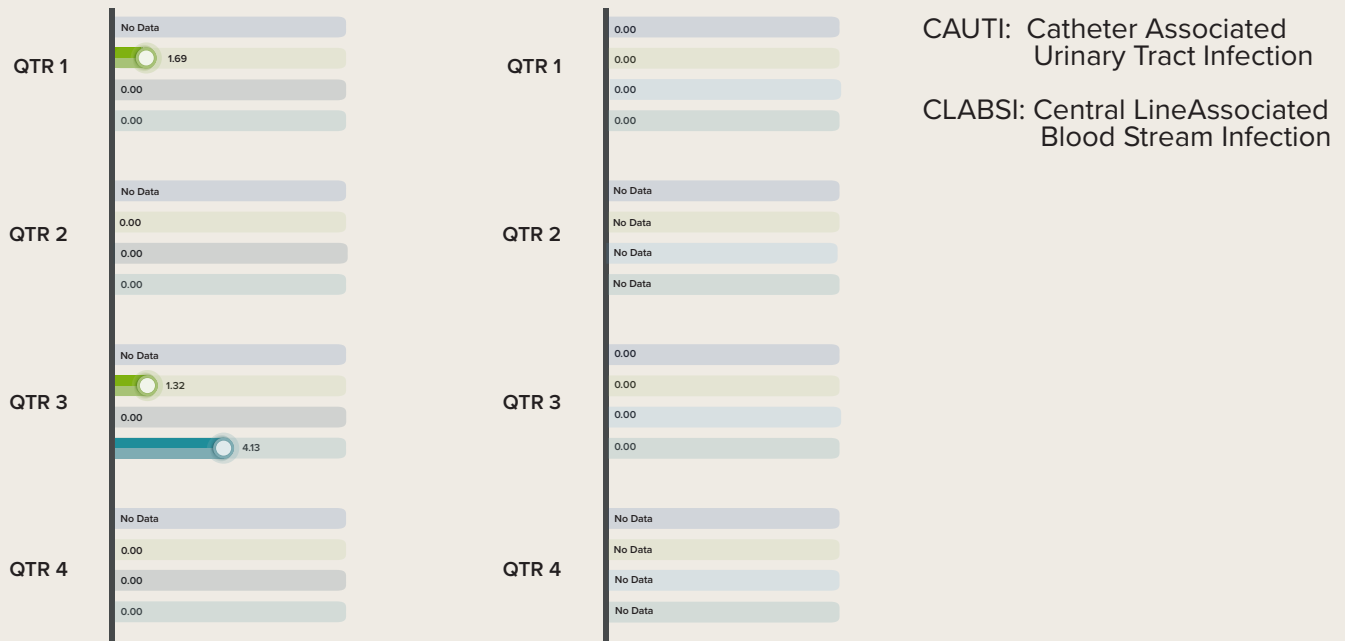 No Data
QTR 1
1.69
0.00
0.00
No Data
QTR 2
0.00
0.00
0.00
No Data
QTR 3
1.32
0.00
4.13
No Data
QTR 4
0.00
0.00
0.00
0.00
QTR 1
0.00
0.00
0.00
No Data
QTR 2
No Data
No Data
No Data
0.00
QTR 3
0.00
0.00
0.00
No Data
QTR 4
No Data
No Data
No Data
CAUTI: Catheter Associated
Urinary Tract Infection
CLABSI: Central LineAssociated
Blood Stream Infection